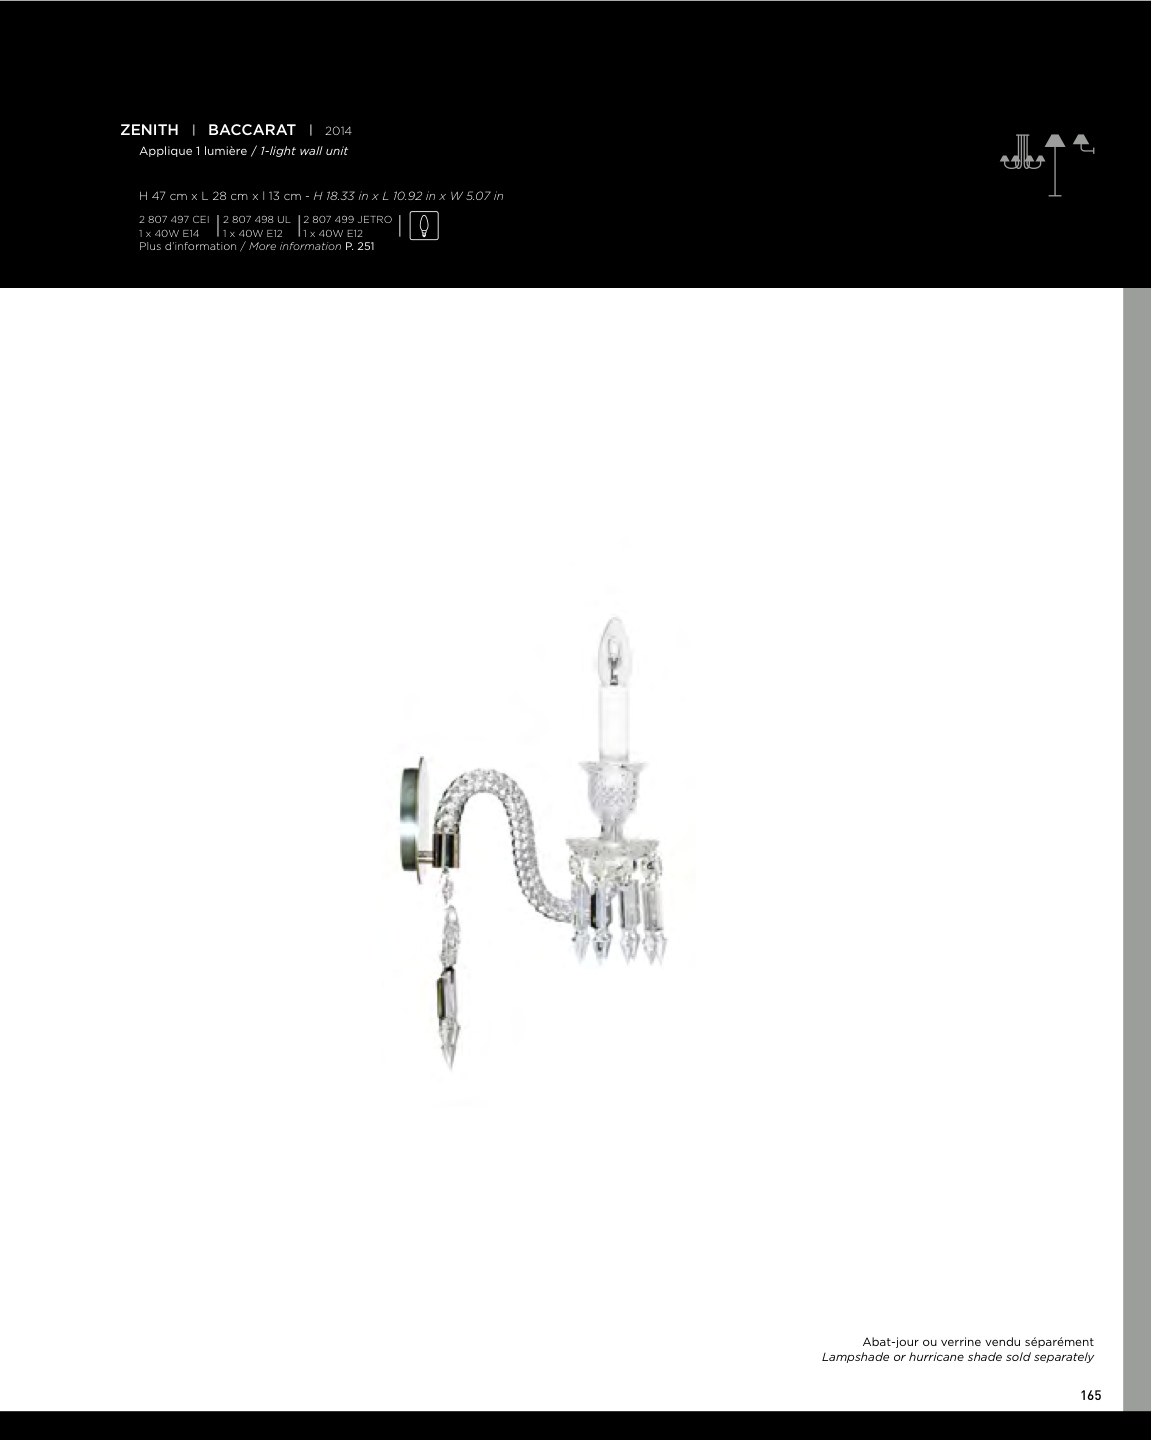 ZENITH | BACCARAT | 2014
Applique 1 lumière / 1-light wall unit
H 47 cm x L 28 cm x l 13 cm - H 18.33 in x L 10.92 in x W 5.07 in
2 807 497 CEI | 2 807 498 UL | 2 807 499 JETRO |
1 x 40W E14 | 1 x 40W E12 | 1 x 40W E12
Plus d'information / More information P. 251
Abat-jour ou verrine vendu séparément
Lampshade or hurricane shade sold separately
165